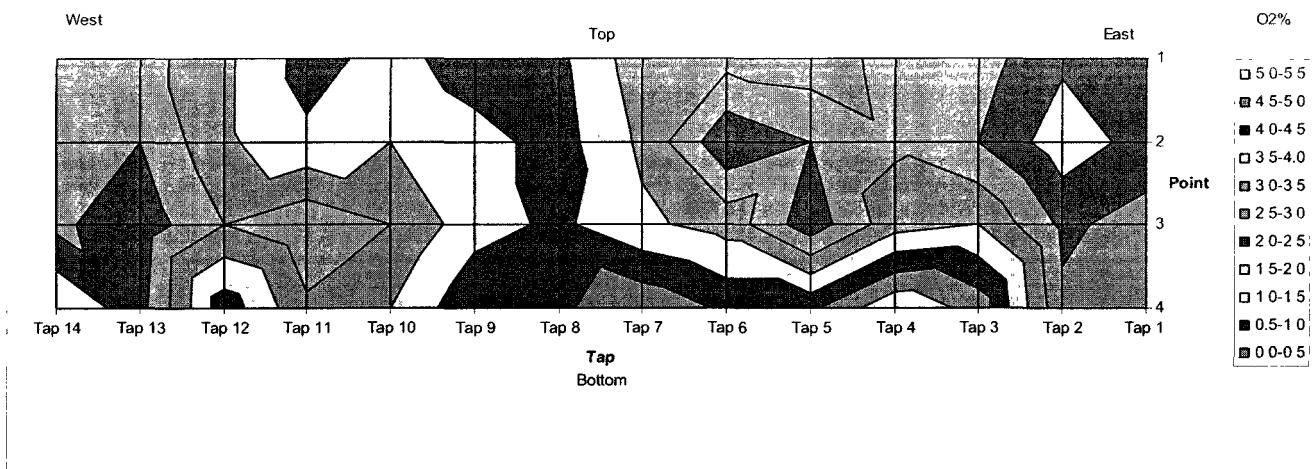 West Top East O2%
1
2
Point
3
4
5 0-5 5
4 5-5 0
4 0-4 5
3 5-4 0
3 0-3 5
2 5-3 0
2 0-2 5
1 5-2 0
1 0-1 5
0.5-1 0
0 0-0 5
Tap 14 Tap 13 Tap 12 Tap 11 Tap 10 Tap 9 Tap 8 Tap 7 Tap 6 Tap 5 Tap 4 Tap 3 Tap 2 Tap 1
Tap
Bottom